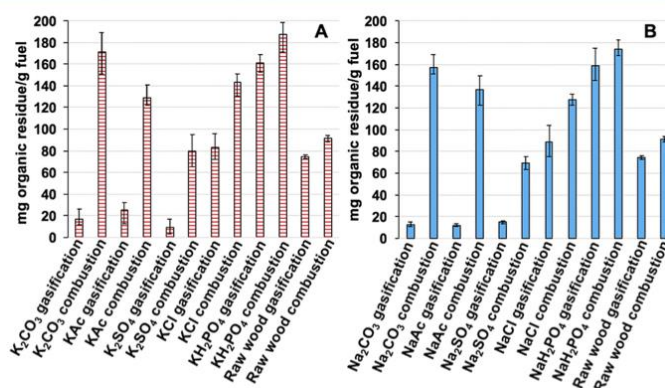 A
mg organic residue/g fuel
200
180
160
140
120
100
80
60
40
20
0
K₂CO₃ gasification
K₂CO₃ combustion
KAc gasification
KAc combustion
K₂SO₄ gasification
K₂SO₄ combustion
KCl gasification
KCl combustion
KH₂PO₄ gasification
KH₂PO₄ combustion
Raw wood gasification
Raw wood combustion
B
mg organic residue/g fuel
200
180
160
140
120
100
80
60
40
20
0
Na₂CO₃ gasification
Na₂CO₃ combustion
NaAc gasification
NaAc combustion
Na₂SO₄ gasification
Na₂SO₄ combustion
NaCl gasification
NaCl combustion
NaH₂PO₄ gasification
NaH₂PO₄ combustion
Raw wood gasification
Raw wood combustion